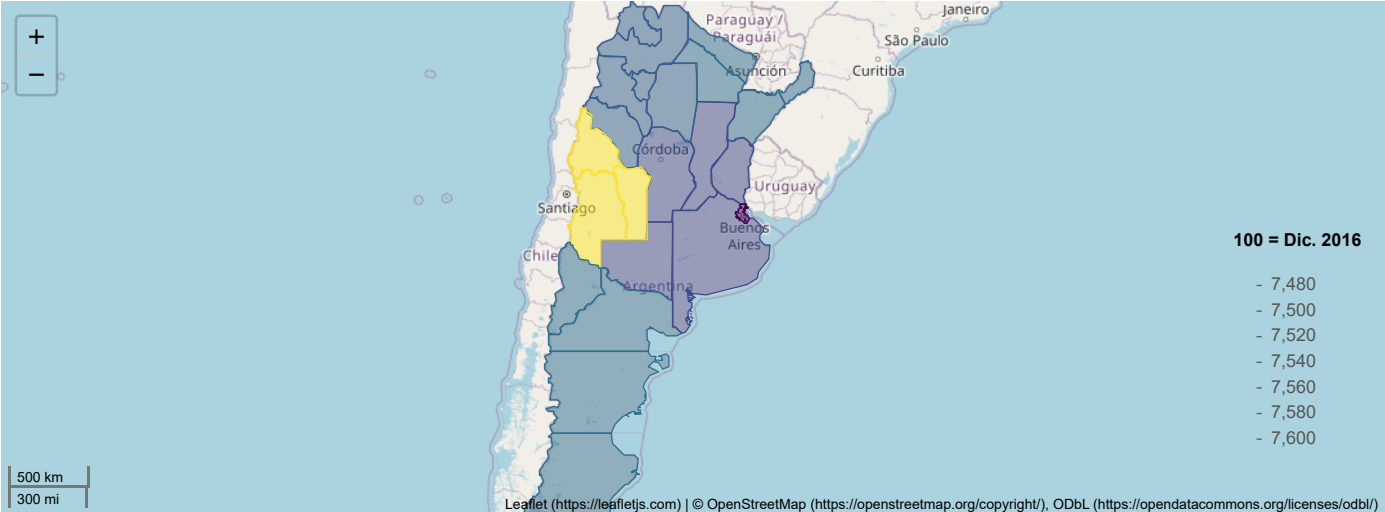 +
−
Janeiro
Paraguay /
Paraguái
São Paulo
Asunción
Curitiba
Córdoba
Uruguay
Santiago
Buenos
Aires
Chile
Argentina
100 = Dic. 2016
- 7,480
- 7,500
- 7,520
- 7,540
- 7,560
- 7,580
- 7,600
500 km
300 mi
Leaflet (https://leafletjs.com) | © OpenStreetMap (https://openstreetmap.org/copyright/), ODbL (https://opendatacommons.org/licenses/odbl/)